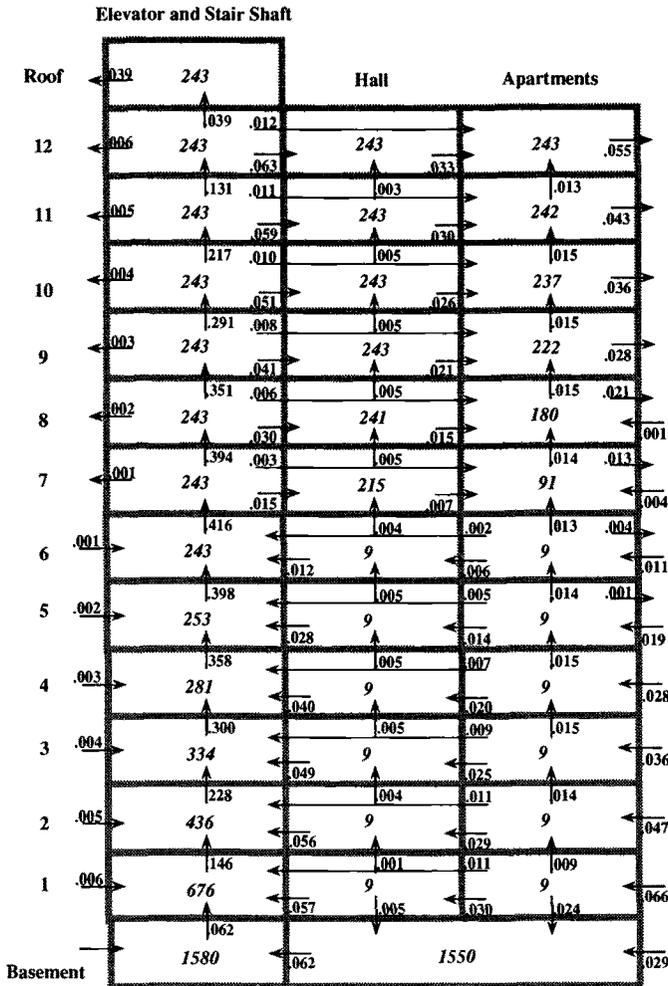 Elevator and Stair Shaft
Roof .039 243 Hall Apartments
.039 .012
12 .006 243 243 243 .055
.063 .033
.131 .011 .003 .013
11 .005 243 243 242 .043
.059 .030
.217 .010 .005 .015
10 .004 243 243 237 .036
.051 .026
.291 .008 .005 .015
9 .003 243 243 222 .028
.041 .021
.351 .006 .005 .015 .021
8 .002 243 241 180
.030 .015 .001
.394 .003 .005 .014 .013
7 .001 243 215 91
.015 .007 .004
.416 .004 .002 .013 .004
6 .001 243 9 9
.012 .006 .011
.398 .005 .005 .014 .001
5 .002 253 9 9
.028 .014 .019
.358 .005 .007 .015
4 .003 281 9 9
.040 .020 .028
.300 .005 .009 .015
3 .004 334 9 9
.049 .025 .036
.228 .004 .011 .014
2 .005 436 9 9
.056 .029 .047
.146 .001 .011 .009
1 .006 676 9 9
.057 .005 .030 .024 .066
.062
Basement 1580 .062 1550 .029